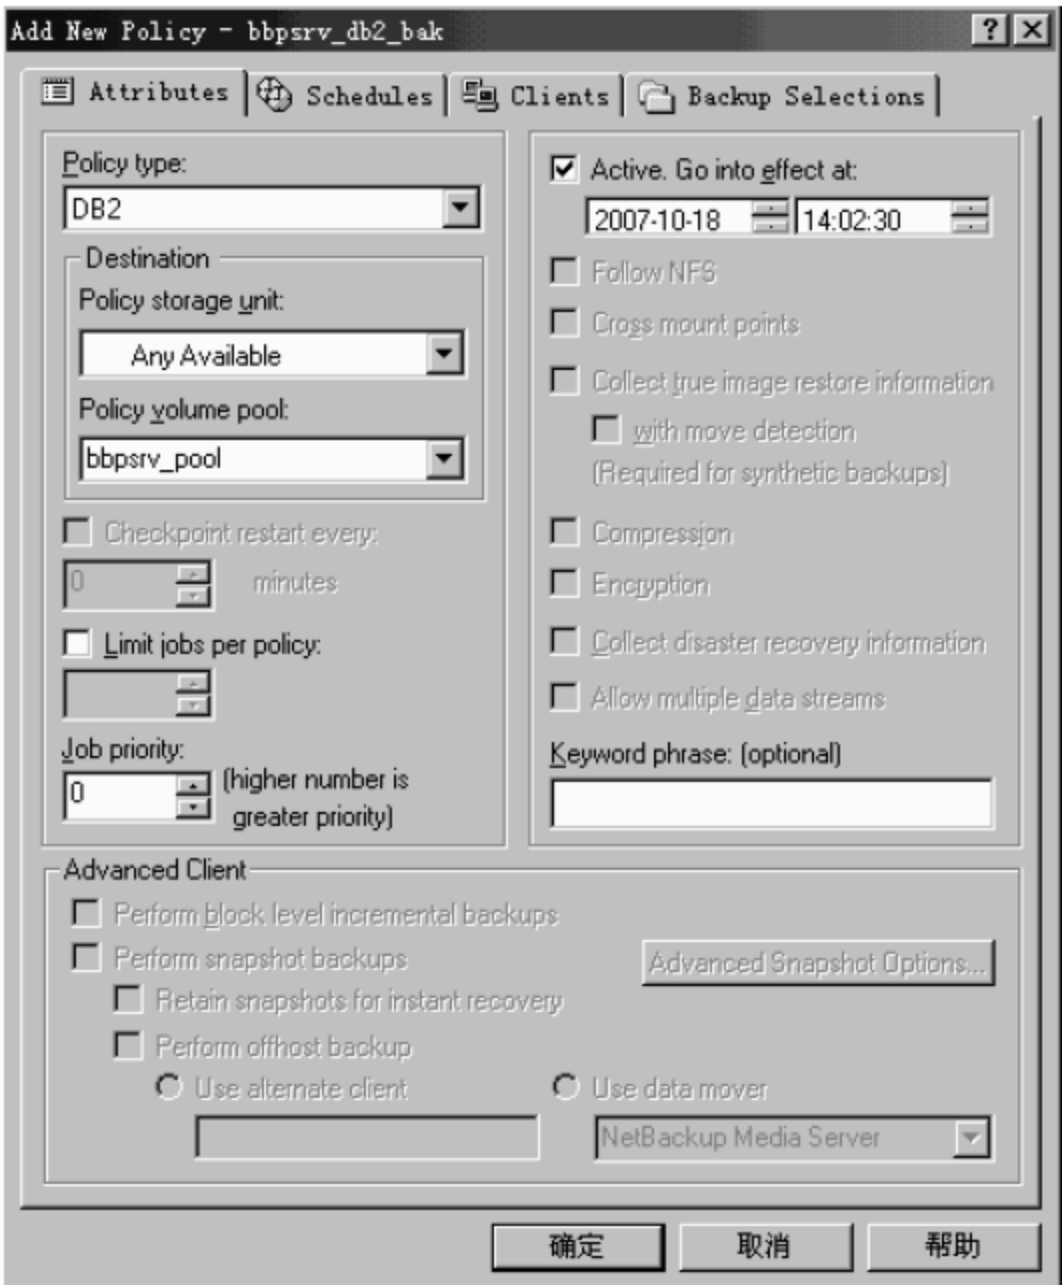 Add New Policy - bbpsrv_db2_bak
Attributes
Schedules
Clients
Backup Selections
Policy type:
DB2
Destination
Policy storage unit:
Any Available
Policy volume pool:
bbpsrv_pool
Checkpoint restart every:
0 minutes
Limit jobs per policy:
Job priority:
0 (higher number is
greater priority)
Active. Go into effect at:
2007-10-18 14:02:30
Follow NFS
Cross mount points
Collect true image restore information
with move detection
(Required for synthetic backups)
Compression
Encryption
Collect disaster recovery information
Allow multiple data streams
Keyword phrase: (optional)
Advanced Client
Perform block level incremental backups
Perform snapshot backups
Advanced Snapshot Options...
Retain snapshots for instant recovery
Perform offhost backup
Use alternate client
Use data mover
NetBackup Media Server
确定
取消
帮助